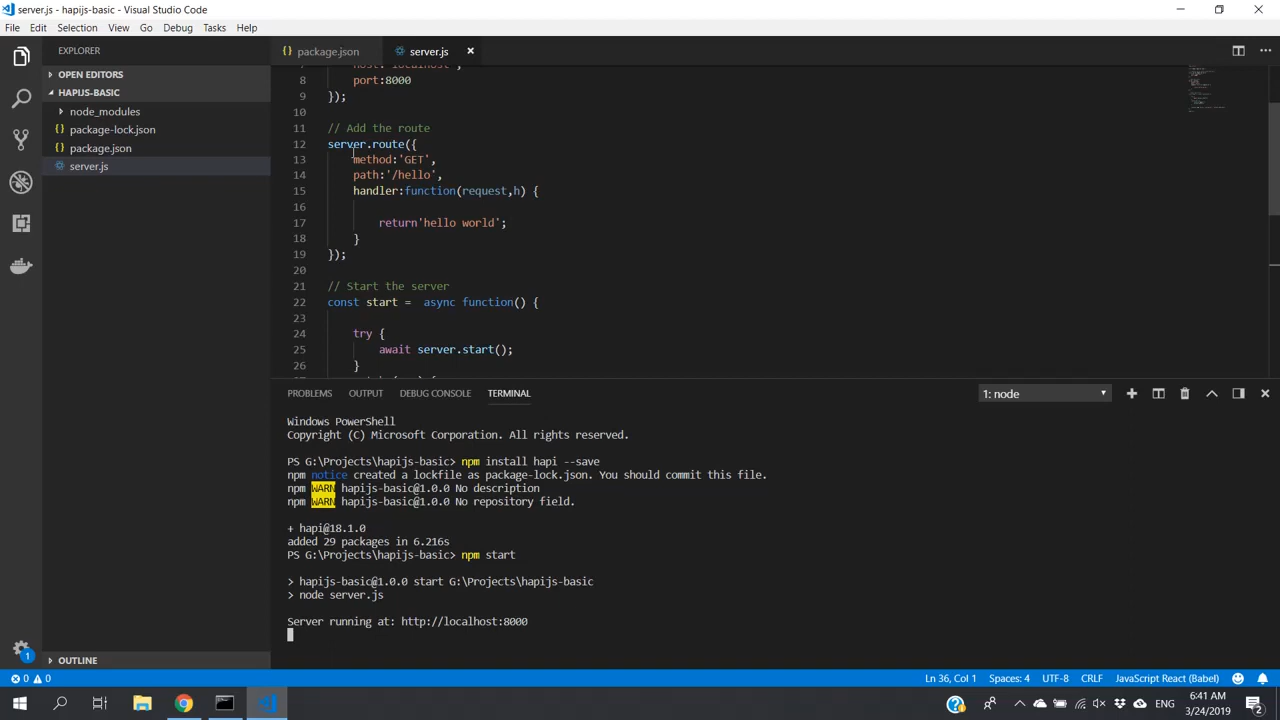 server.js - hapijs-basic - Visual Studio Code
File Edit Selection View Go Debug Tasks Help
EXPLORER
OPEN EDITORS
HAPIJS-BASIC
node_modules
package-lock.json
package.json
server.js
OUTLINE
package.json server.js
7 host:'localhost',
8 port:8000
9 });
10
11 // Add the route
12 server.route({
13 method:'GET',
14 path:'/hello',
15 handler:function(request,h) {
16
17 return'hello world';
18 }
19 });
20
21 // Start the server
22 const start =  async function() {
23
24 try {
25 await server.start();
26 }
PROBLEMS OUTPUT DEBUG CONSOLE TERMINAL 1: node
Windows PowerShell
Copyright (C) Microsoft Corporation. All rights reserved.
PS G:\Projects\hapijs-basic> npm install hapi --save
npm notice created a lockfile as package-lock.json. You should commit this file.
npm WARN hapijs-basic@1.0.0 No description
npm WARN hapijs-basic@1.0.0 No repository field.
+ hapi@18.1.0
added 29 packages in 6.216s
PS G:\Projects\hapijs-basic> npm start
> hapijs-basic@1.0.0 start G:\Projects\hapijs-basic
> node server.js
Server running at: http://localhost:8000
0 0 Ln 36, Col 1 Spaces: 4 UTF-8 CRLF JavaScript React (Babel)
1
ENG 6:41 AM
3/24/2019 2